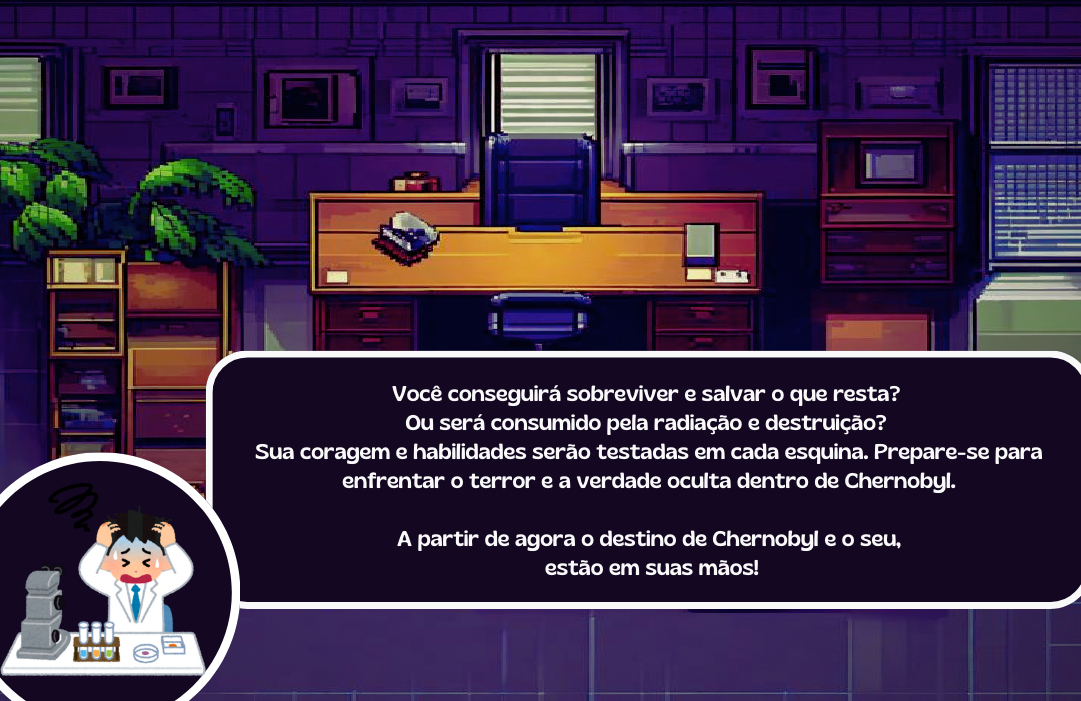 Você conseguirá sobreviver e salvar o que resta?
Ou será consumido pela radiação e destruição?
Sua coragem e habilidades serão testadas em cada esquina. Prepare-se para
enfrentar o terror e a verdade oculta dentro de Chernobyl.
A partir de agora o destino de Chernobyl e o seu,
estão em suas mãos!